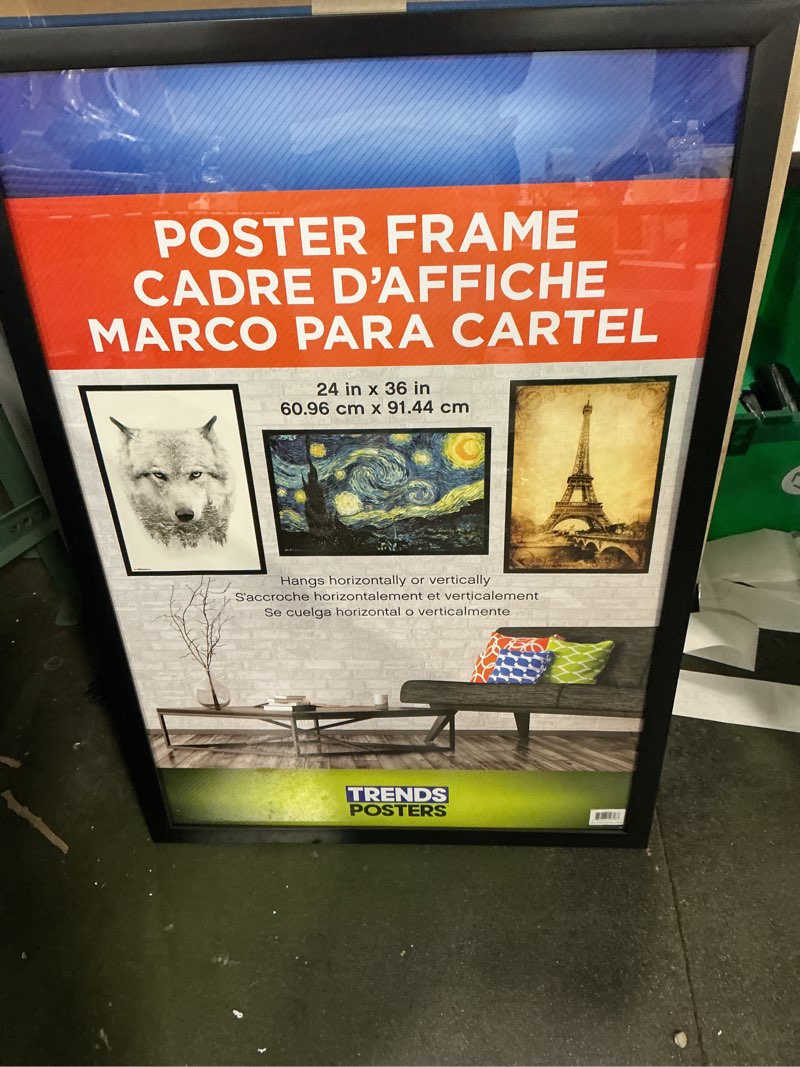 POSTER FRAME
CADRE D'AFFICHE
MARCO PARA CARTEL
24 in x 36 in
60.96 cm x 91.44 cm
Hangs horizontally or vertically
S'accroche horizontalement et verticalement
Se cuelga horizontal o verticalmente
TRENDS
POSTERS